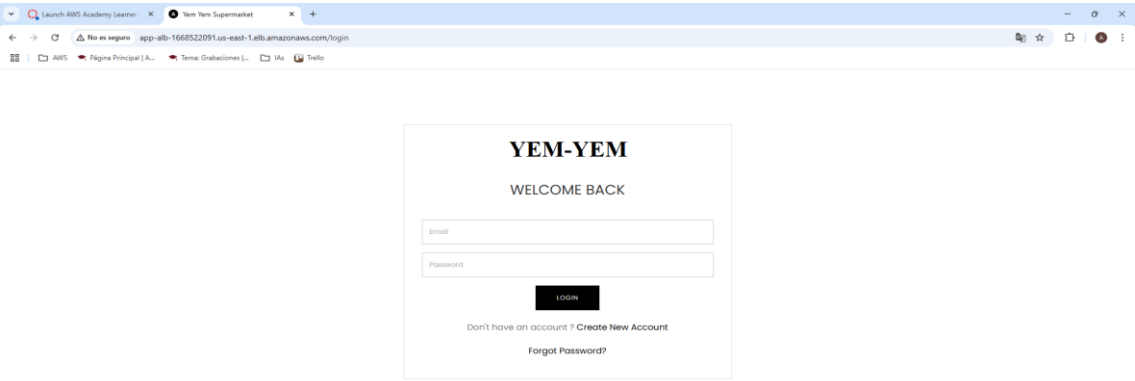 Launch AWS Academy Learner
Yem Yem Supermarket
No es seguro app-alb-1668522091.us-east-1.elb.amazonaws.com/login
AWS Página Principal | A... Tema: Grabaciones |... IAs Trello
YEM-YEM
WELCOME BACK
Email
Password
LOGIN
Don't have an account ? Create New Account
Forgot Password?